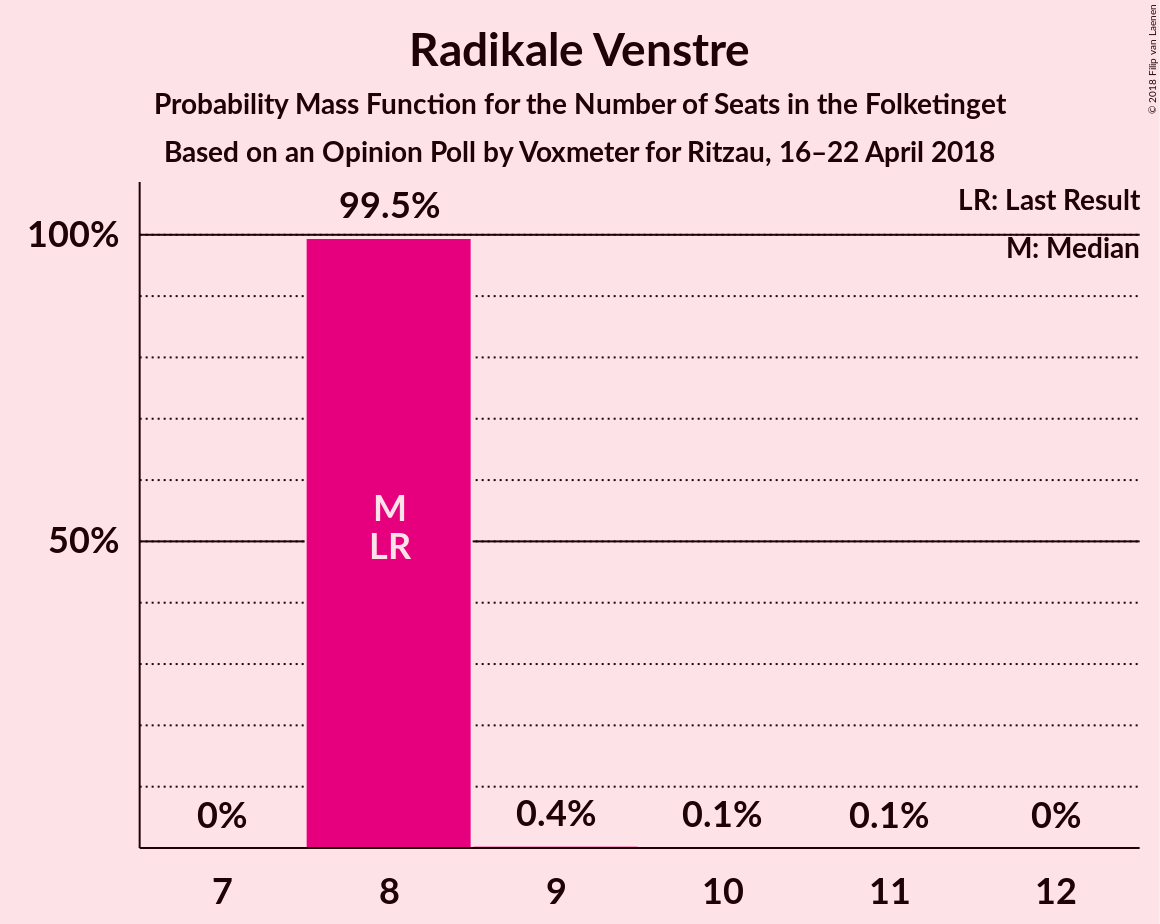 Radikale Venstre
Probability Mass Function for the Number of Seats in the Folketinget
Based on an Opinion Poll by Voxmeter for Ritzau, 16–22 April 2018
© 2018 Filip van Laenen
LR: Last Result
M: Median
100%
50%
99.5%
M
LR
0%
0.4%
0.1%
0.1%
0%
7
8
9
10
11
12